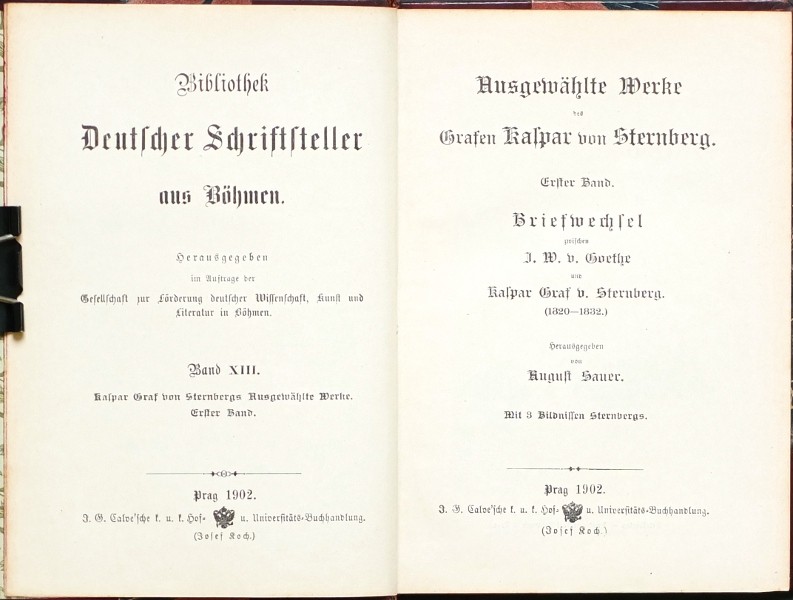 Bibliothek
Deutſcher Schriftſteller
aus Böhmen.
Herausgegeben
im Auftrage der
Geſellſchaft zur Förderung deutſcher Wiſſenſchaft, Kunſt und
Literatur in Böhmen.
Band XIII.
Kaſpar Graf von Sternbergs Ausgewählte Werke.
Erſter Band.
Prag 1902.
J. G. Calve'ſche k. u. k. Hof- u. Univerſitäts-Buchhandlung.
(Joſef Koch.)
Ausgewählte Werke
des
Grafen Kaſpar von Sternberg.
Erſter Band.
Briefwechſel
zwiſchen
J. W. v. Goethe
und
Kaſpar Graf v. Sternberg.
(1820—1832.)
Herausgegeben
von
Auguſt Sauer.
Mit 3 Bildniſſen Sternbergs.
Prag 1902.
J. G. Calve'ſche k. u. k. Hof- u. Univerſitäts-Buchhandlung.
(Joſef Koch.)